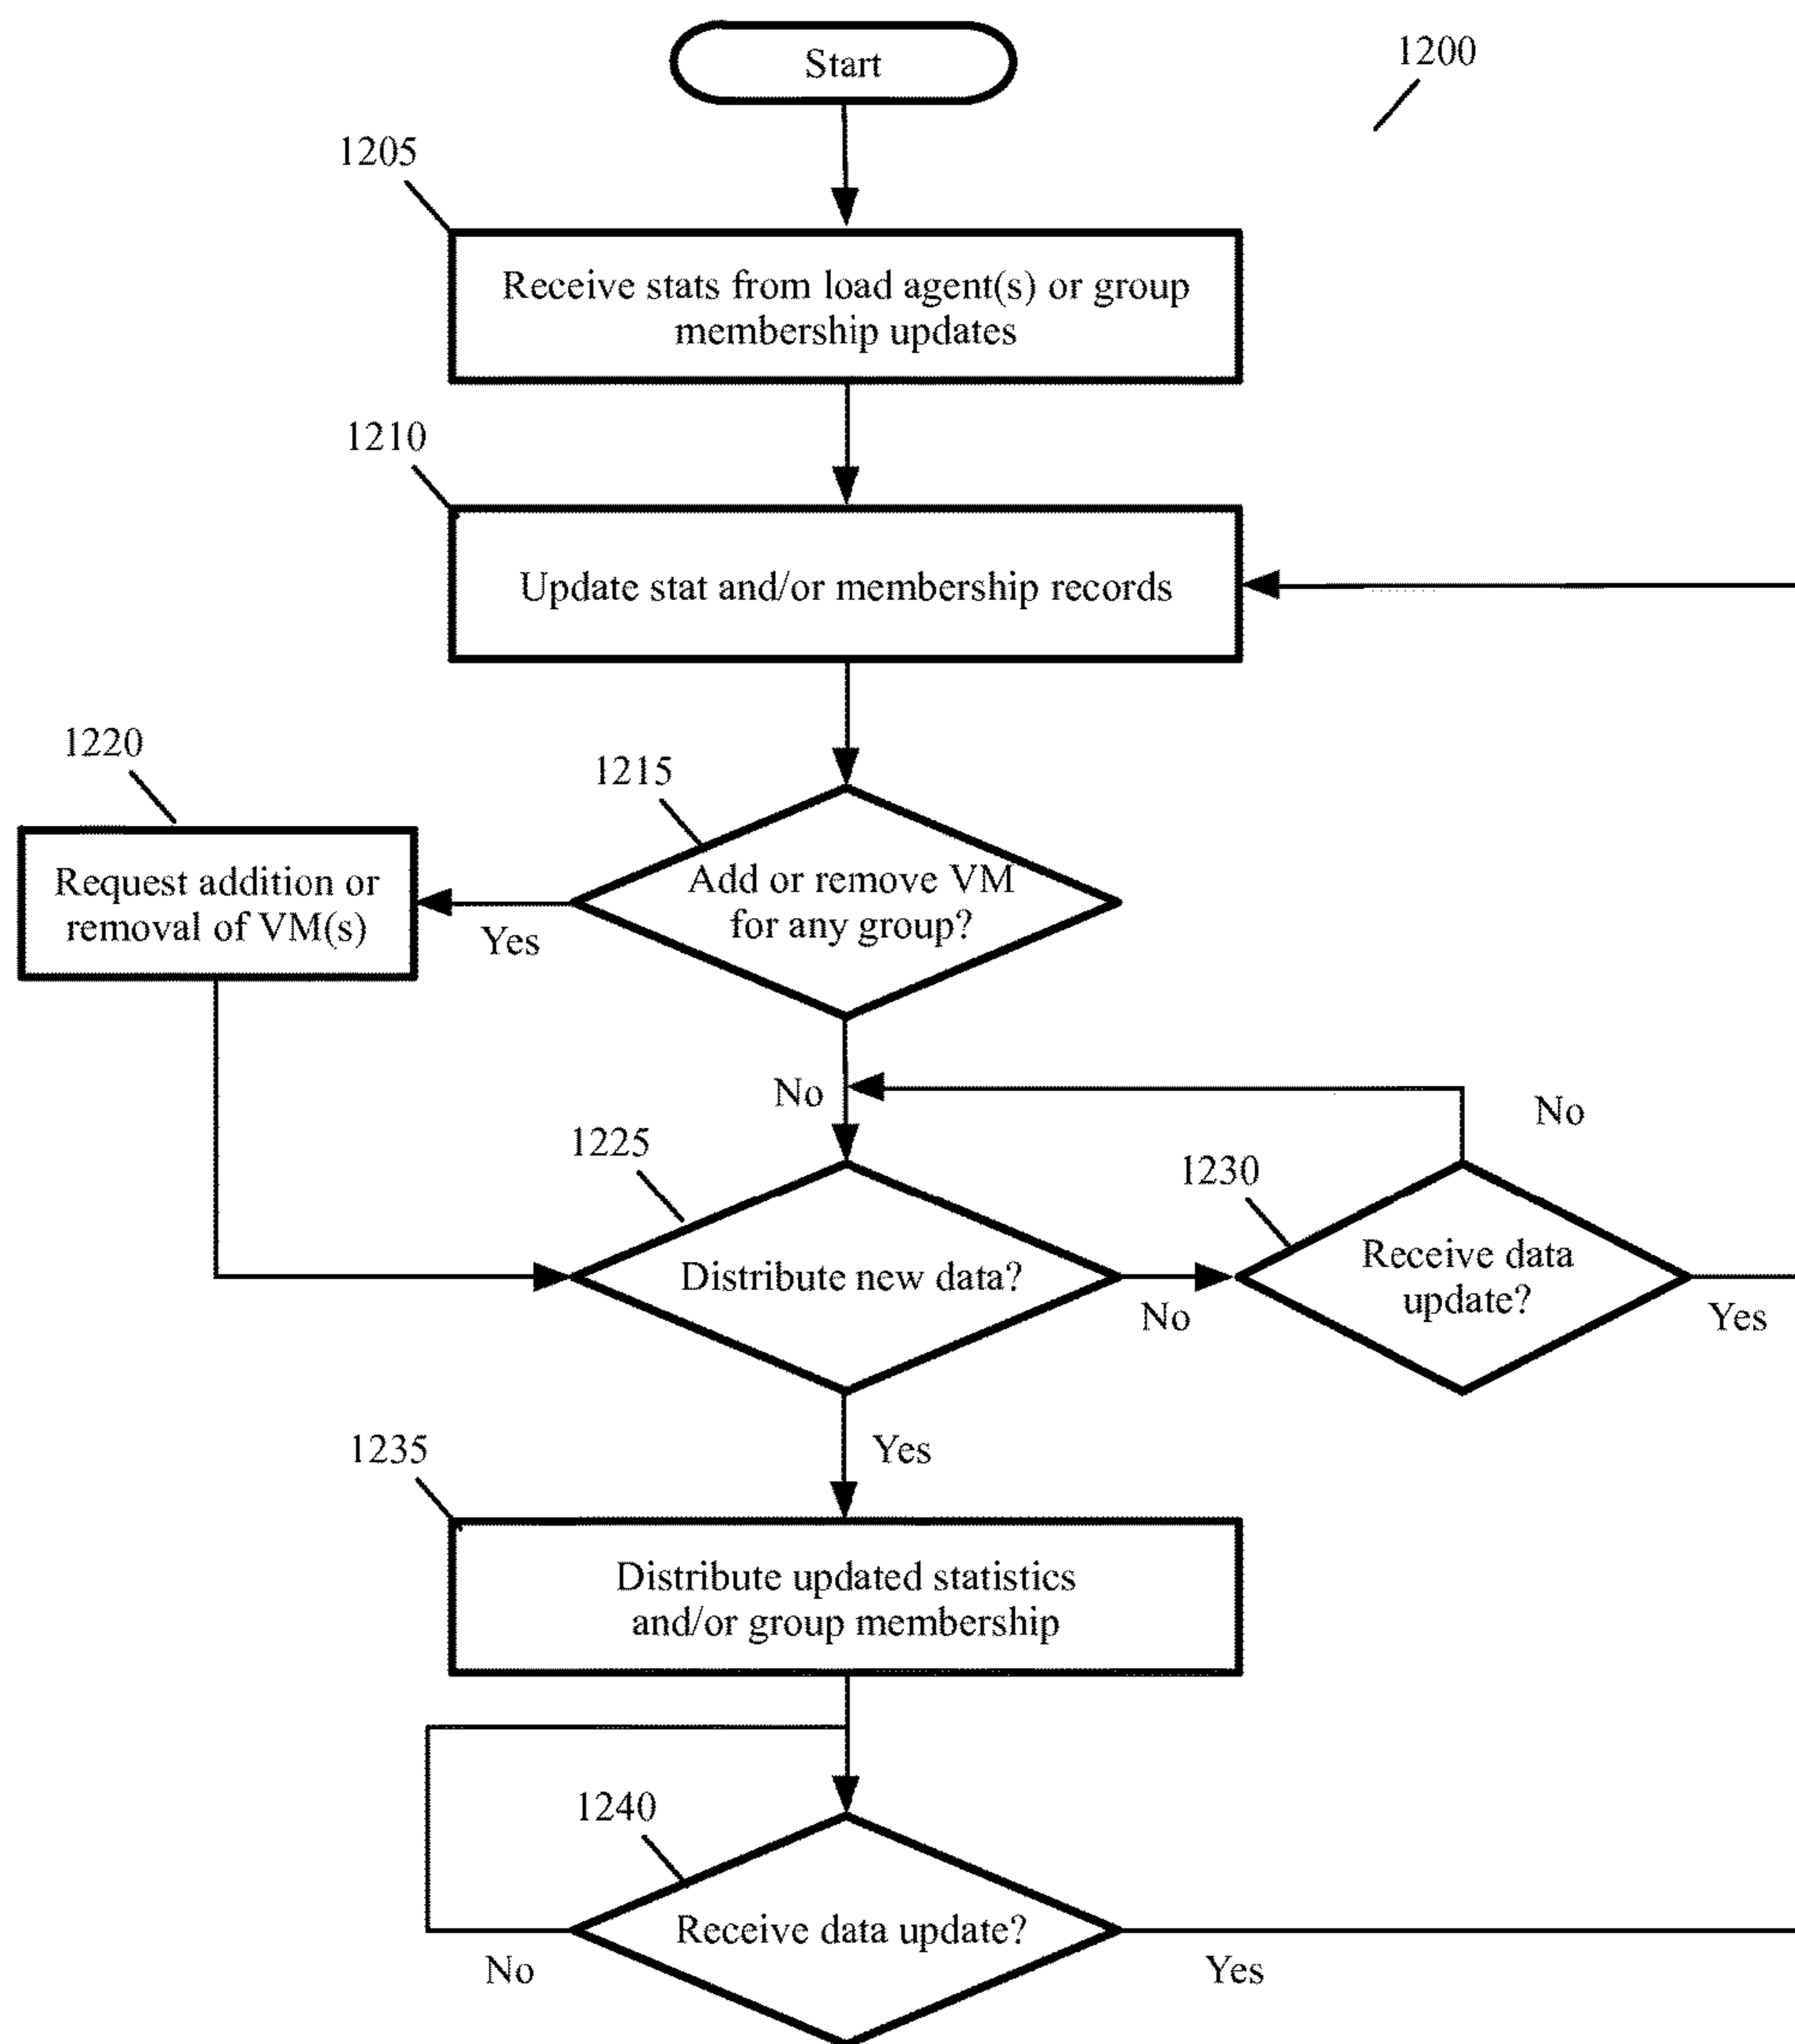 Start
1200
1205
Receive stats from load agent(s) or group
membership updates
1210
Update stat and/or membership records
1220
1215
Request addition or
removal of VM(s)
Add or remove VM
for any group?
Yes
No
No
1225
1230
Distribute new data?
Receive data
update?
No
Yes
Yes
1235
Distribute updated statistics
and/or group membership
1240
Receive data update?
No
Yes